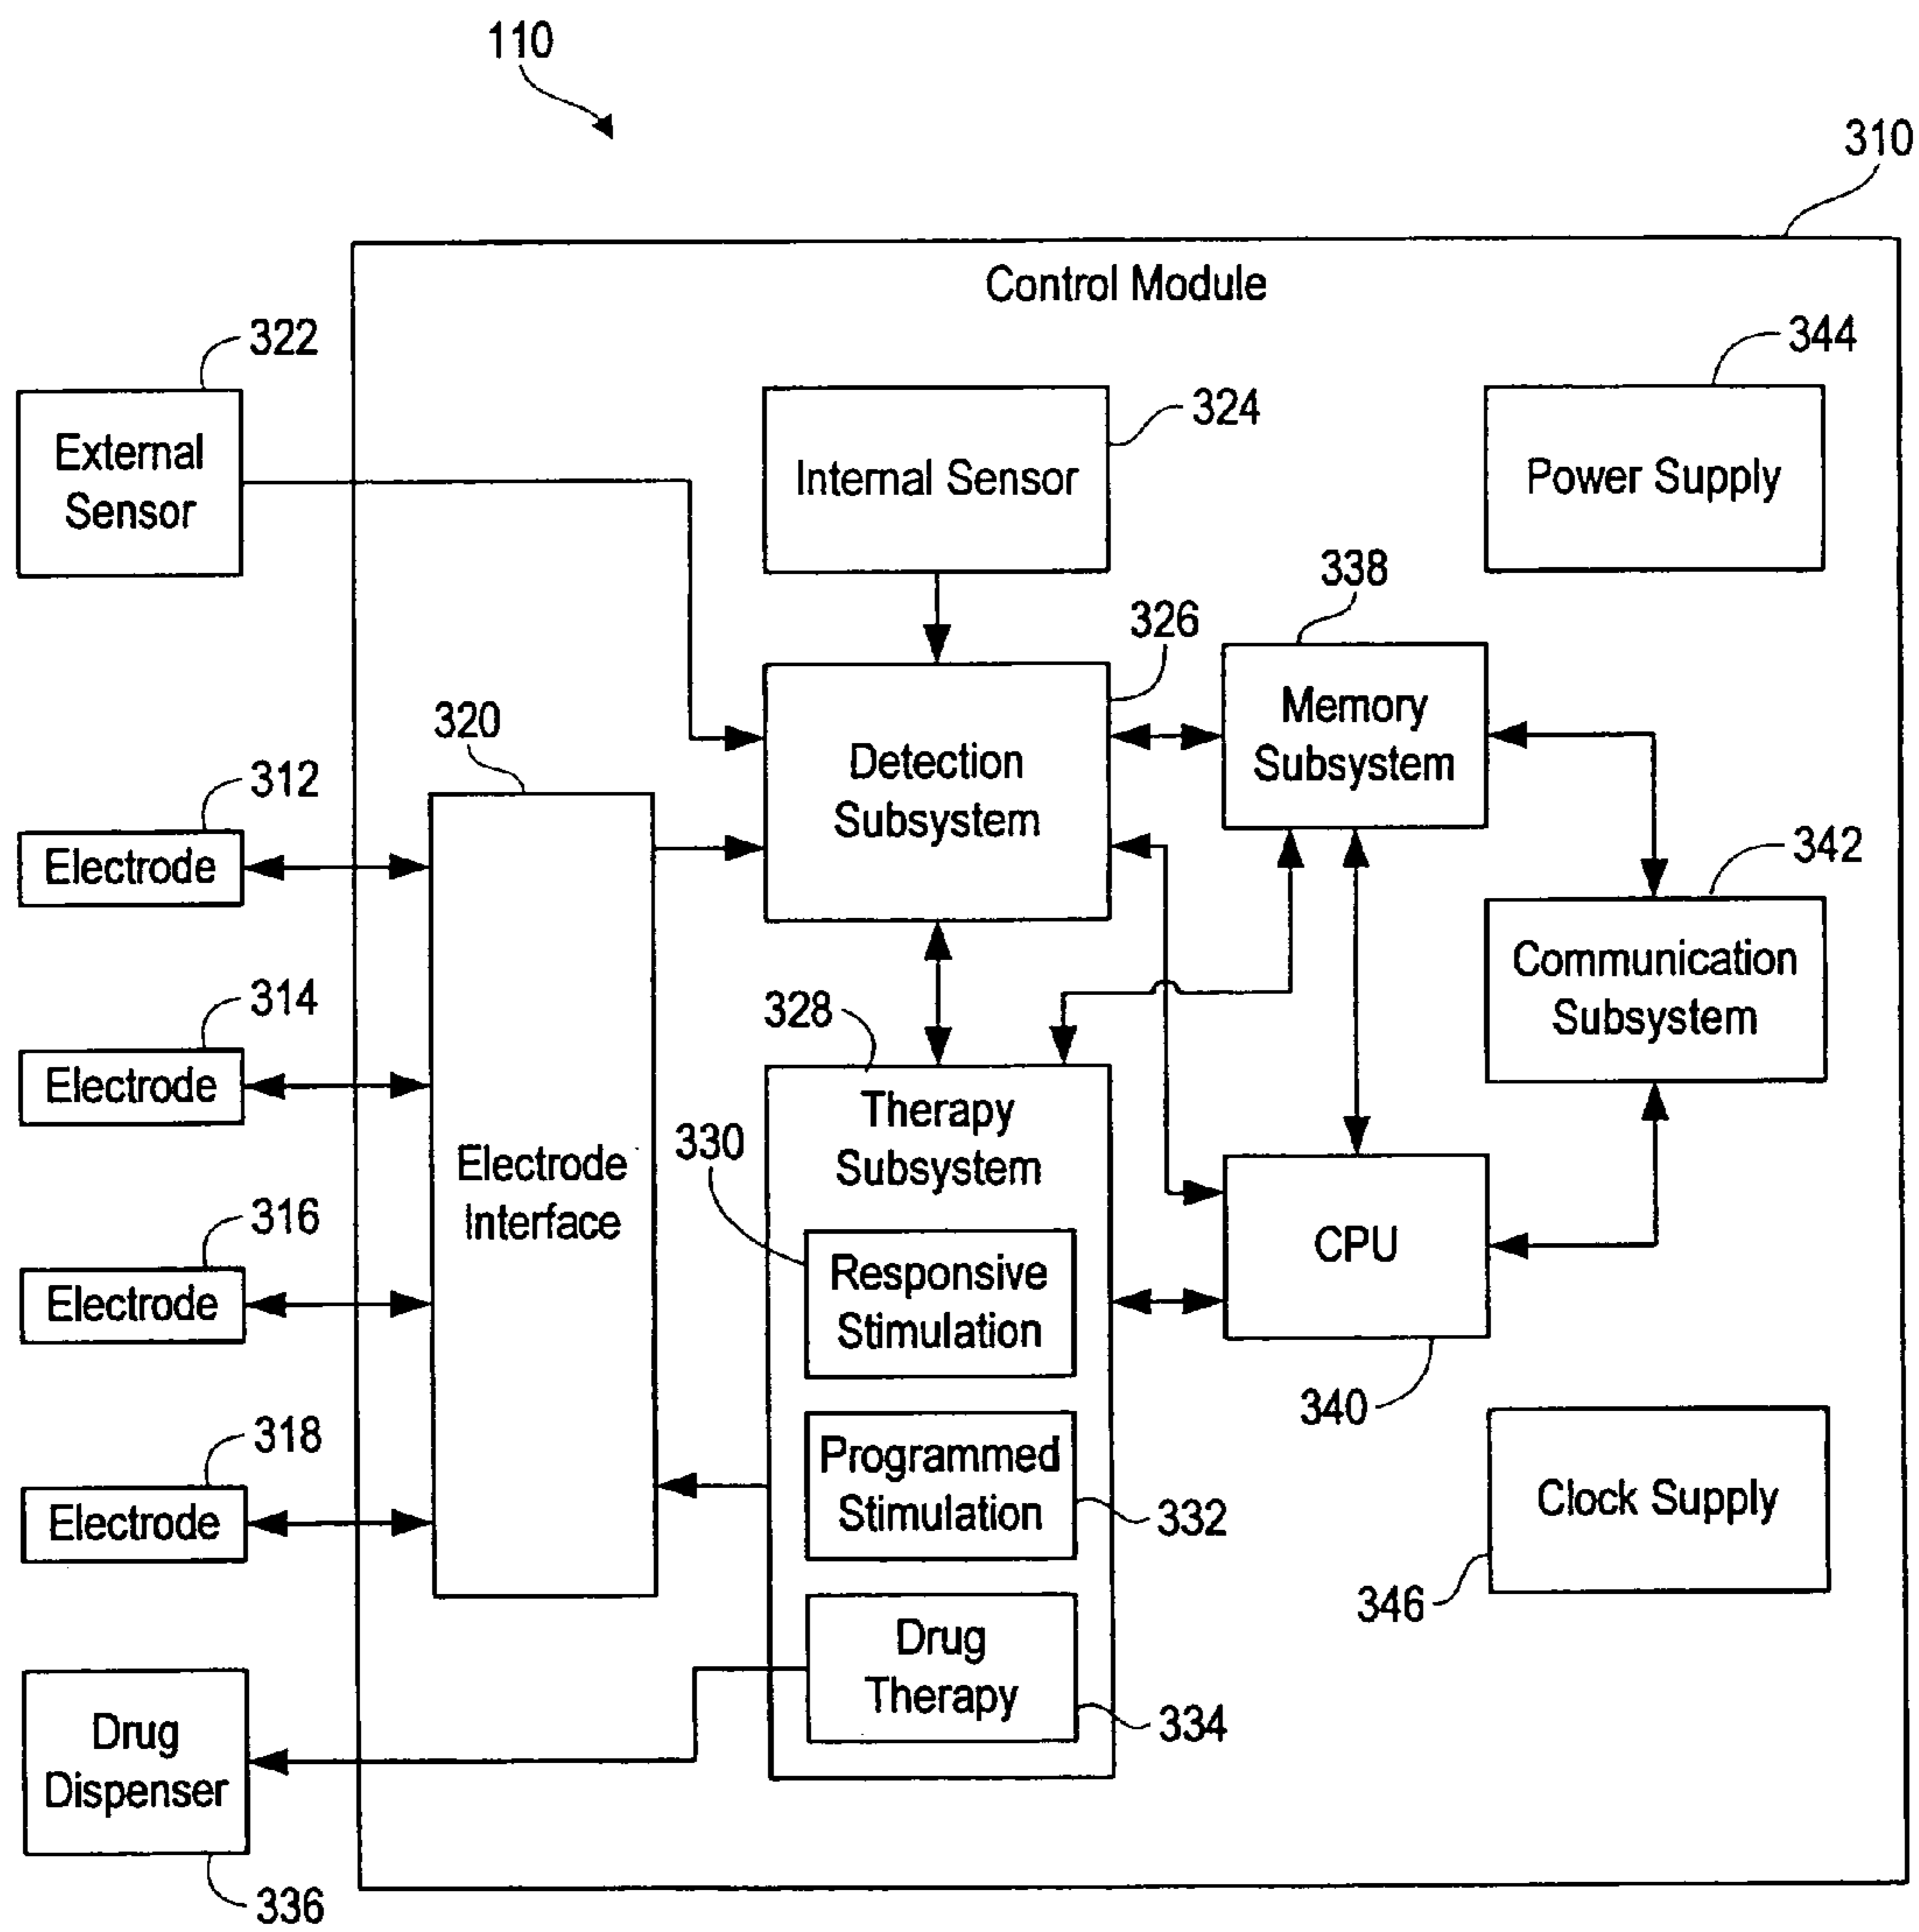 110
310
Control Module
322
External
Sensor
324
Internal Sensor
344
Power Supply
326
Detection
Subsystem
338
Memory
Subsystem
320
Electrode
Interface
312
Electrode
314
Electrode
316
Electrode
318
Electrode
342
Communication
Subsystem
328
Therapy
Subsystem
330
Responsive
Stimulation
Programmed
Stimulation
332
Drug
Therapy
334
CPU
340
Clock Supply
346
Drug
Dispenser
336